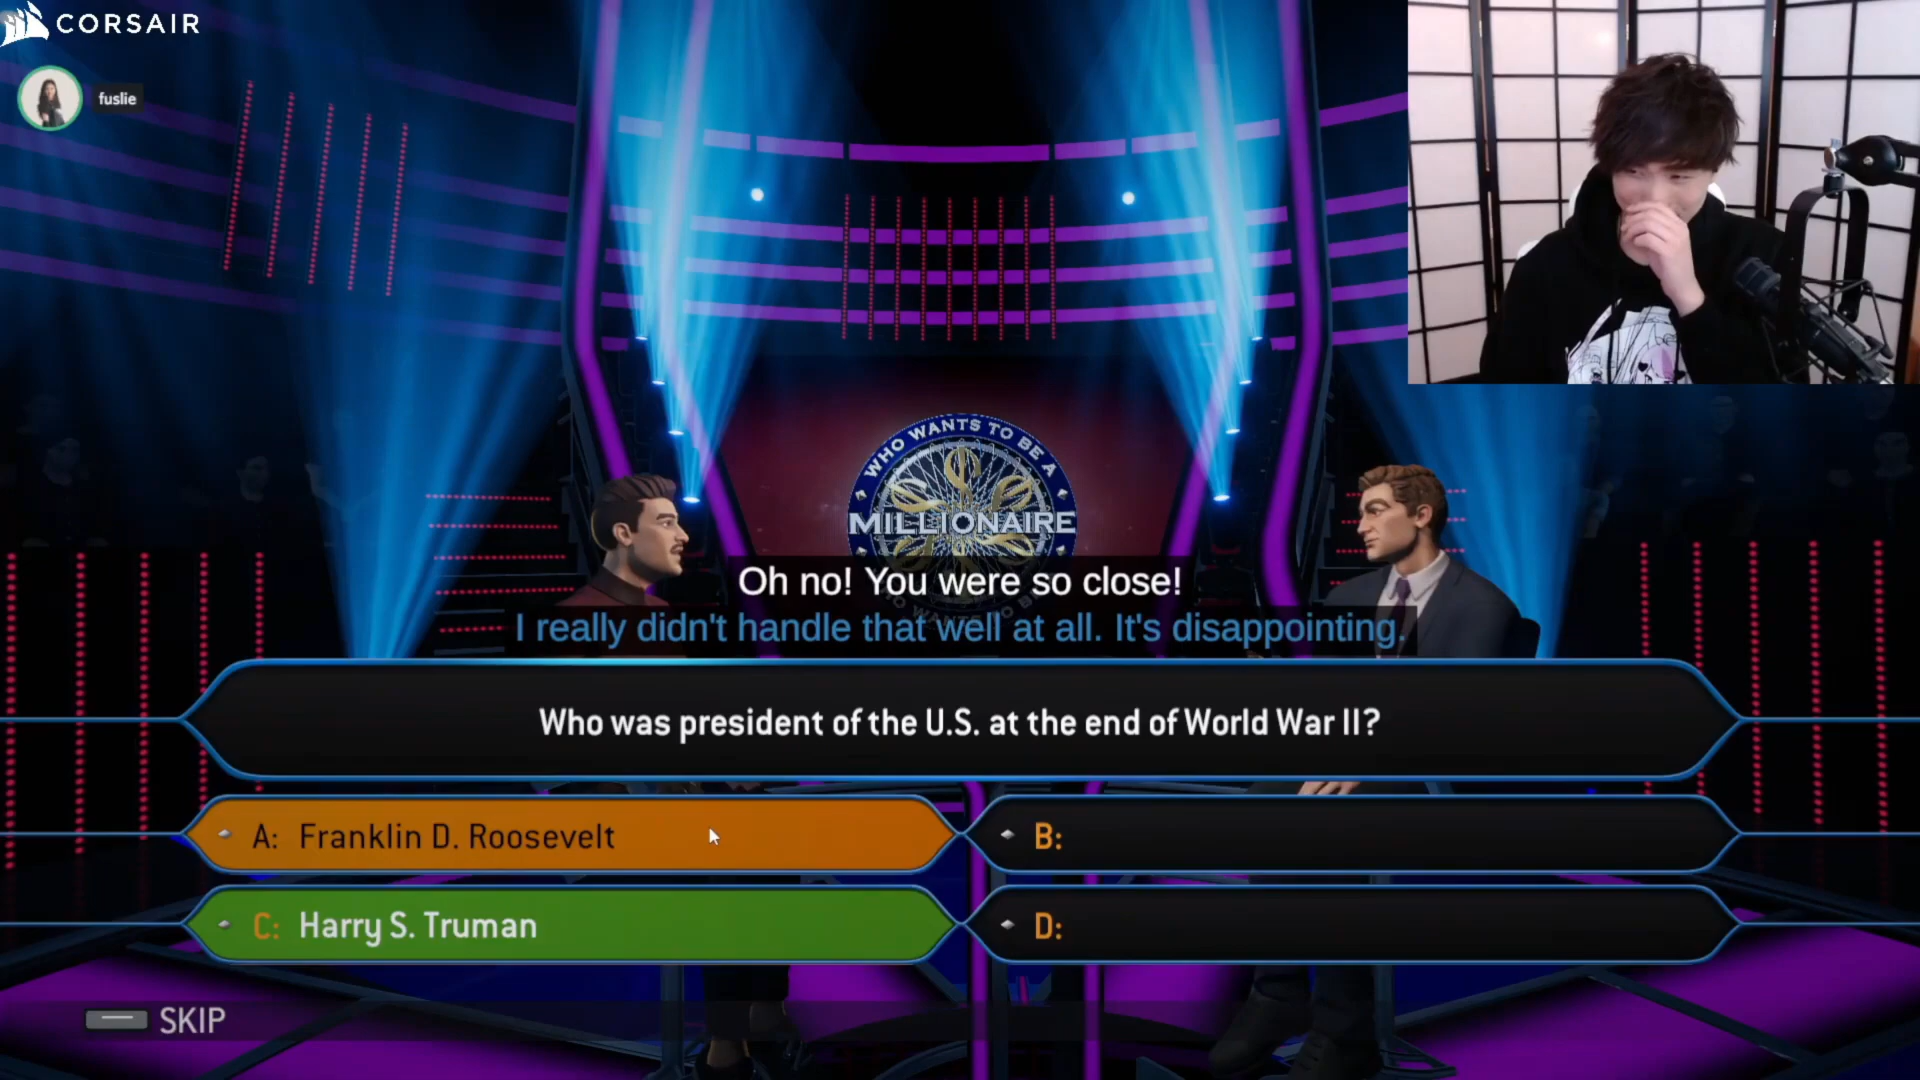 CORSAIR
fuslie
WHO WANTS TO BE A
MILLIONAIRE
Oh no! You were so close!
I really didn't handle that well at all. It's disappointing.
Who was president of the U.S. at the end of World War II?
A: Franklin D. Roosevelt
B:
C: Harry S. Truman
D:
SKIP